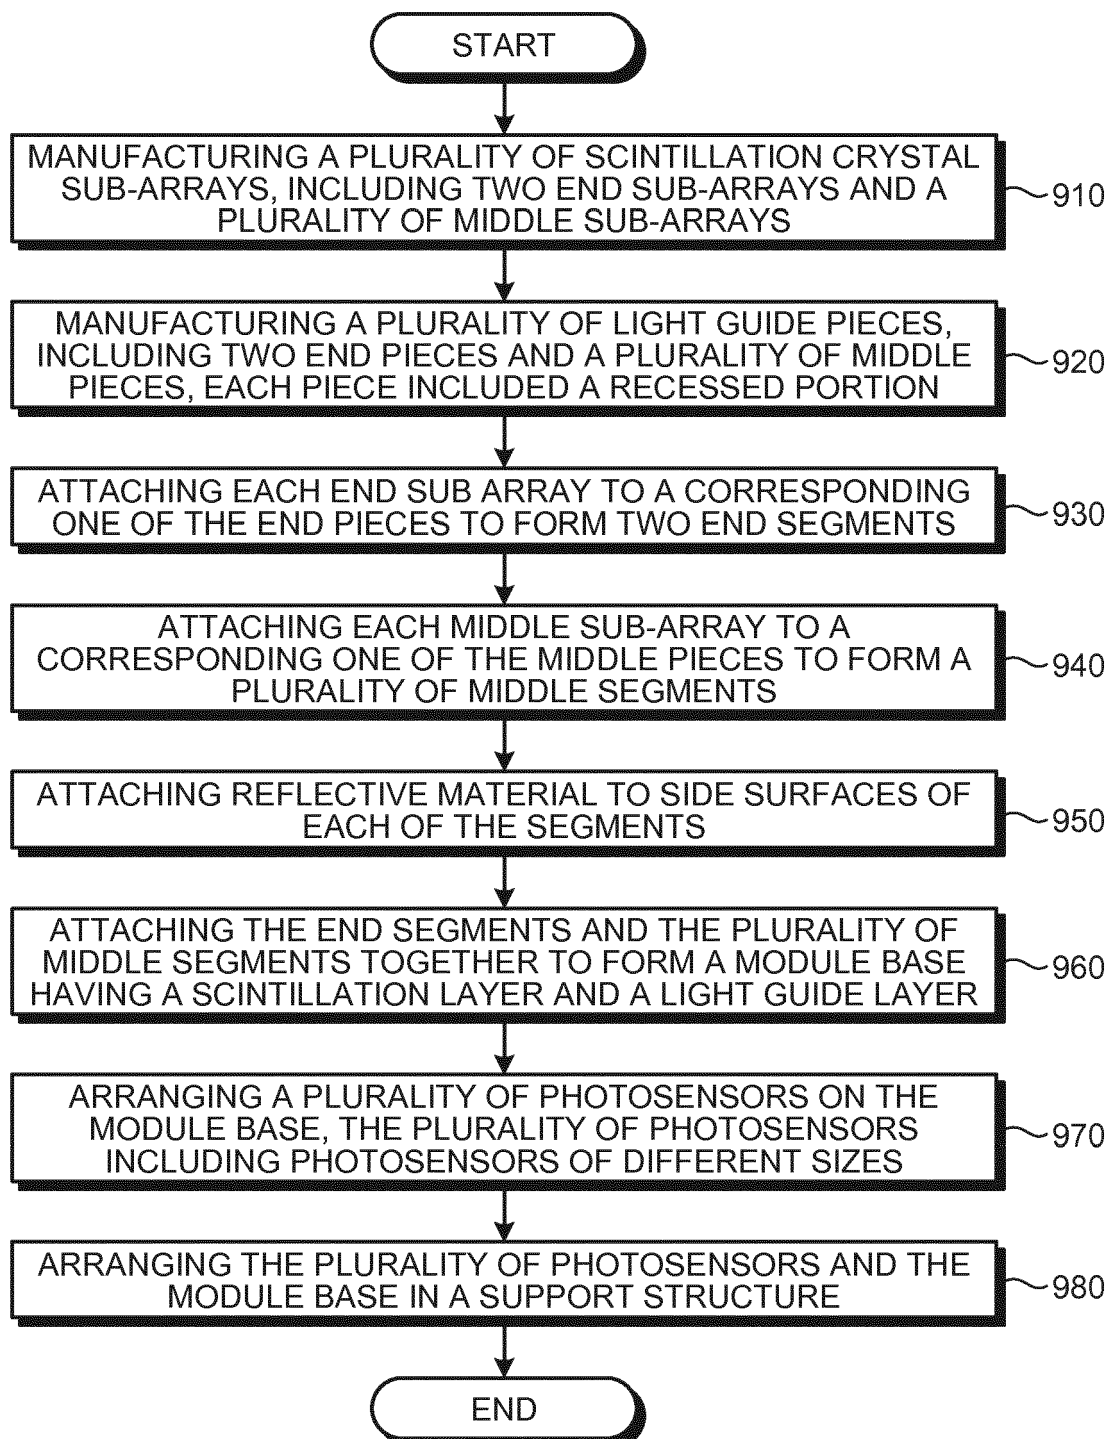 START
MANUFACTURING A PLURALITY OF SCINTILLATION CRYSTAL
SUB-ARRAYS, INCLUDING TWO END SUB-ARRAYS AND A
PLURALITY OF MIDDLE SUB-ARRAYS
910
MANUFACTURING A PLURALITY OF LIGHT GUIDE PIECES,
INCLUDING TWO END PIECES AND A PLURALITY OF MIDDLE
PIECES, EACH PIECE INCLUDED A RECESSED PORTION
920
ATTACHING EACH END SUB ARRAY TO A CORRESPONDING
ONE OF THE END PIECES TO FORM TWO END SEGMENTS
930
ATTACHING EACH MIDDLE SUB-ARRAY TO A
CORRESPONDING ONE OF THE MIDDLE PIECES TO FORM A
PLURALITY OF MIDDLE SEGMENTS
940
ATTACHING REFLECTIVE MATERIAL TO SIDE SURFACES OF
EACH OF THE SEGMENTS
950
ATTACHING THE END SEGMENTS AND THE PLURALITY OF
MIDDLE SEGMENTS TOGETHER TO FORM A MODULE BASE
HAVING A SCINTILLATION LAYER AND A LIGHT GUIDE LAYER
960
ARRANGING A PLURALITY OF PHOTOSENSORS ON THE
MODULE BASE, THE PLURALITY OF PHOTOSENSORS
INCLUDING PHOTOSENSORS OF DIFFERENT SIZES
970
ARRANGING THE PLURALITY OF PHOTOSENSORS AND THE
MODULE BASE IN A SUPPORT STRUCTURE
980
END